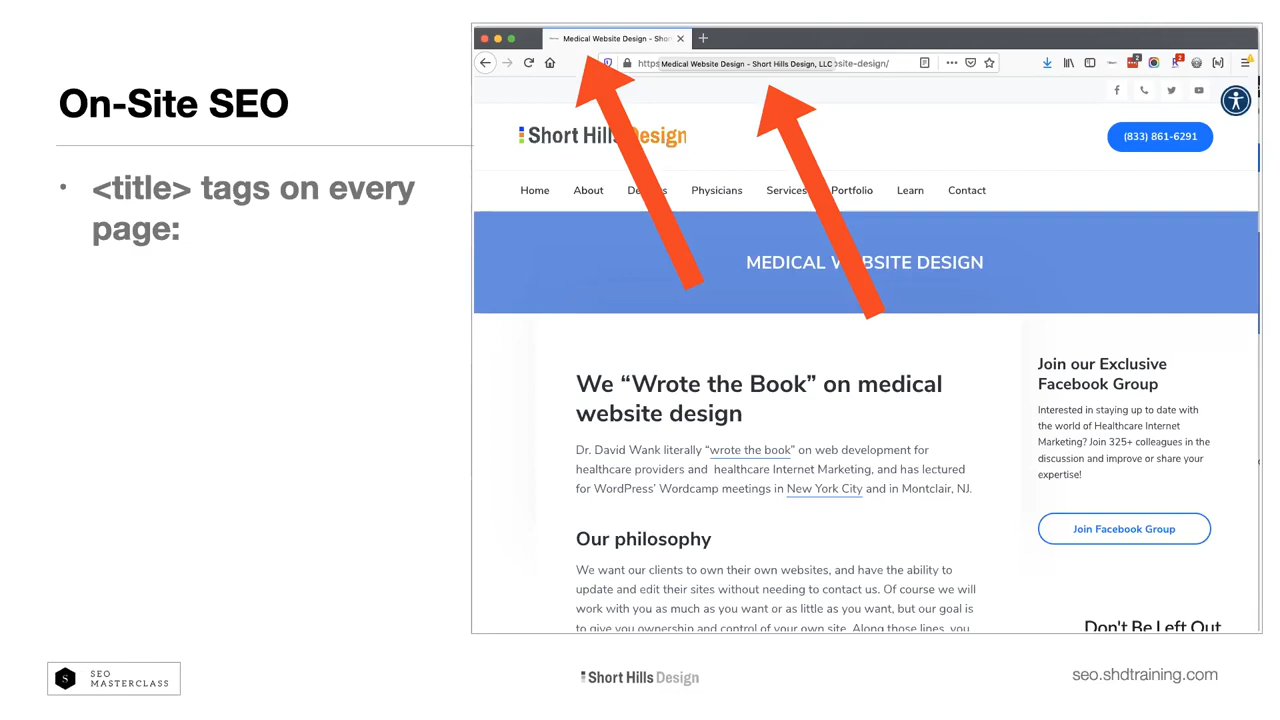 On-Site SEO
• <title> tags on every
page:
Medical Website Design - Shor
https
Medical Website Design - Short Hills Design, LLC
site-design/
2
2
Short Hills Design
(833) 861-6291
Home About Physicians Services Portfolio Learn Contact
MEDICAL WEBSITE DESIGN
We “Wrote the Book” on medical
website design
Dr. David Wank literally “wrote the book” on web development for
healthcare providers and healthcare Internet Marketing, and has lectured
for WordPress’ Wordcamp meetings in New York City and in Montclair, NJ.
Our philosophy
We want our clients to own their own websites, and have the ability to
update and edit their sites without needing to contact us. Of course we will
work with you as much as you want or as little as you want, but our goal is
to give you ownership and control of your own site. Along those lines, you
Join our Exclusive
Facebook Group
Interested in staying up to date with
the world of Healthcare Internet
Marketing? Join 325+ colleagues in the
discussion and improve or share your
expertise!
Join Facebook Group
Don't Be Left Out
S SEO
MASTERCLASS
Short Hills Design
seo.shdtraining.com